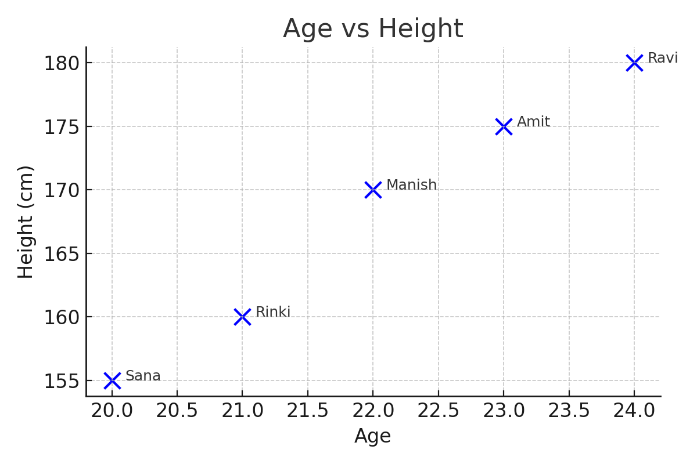 Age vs Height
Height (cm)
180
175
170
165
160
155
Ravi
Amit
Manish
Rinki
Sana
20.0 20.5 21.0 21.5 22.0 22.5 23.0 23.5 24.0
Age